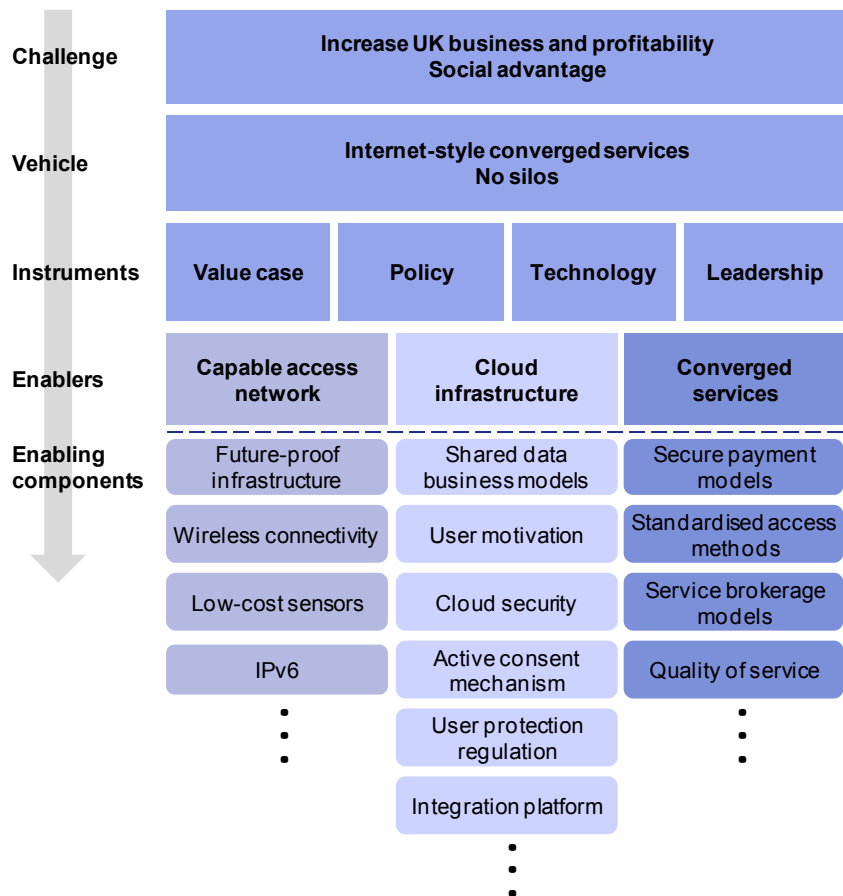 Challenge
Increase UK business and profitability
Social advantage
Vehicle
Internet-style converged services
No silos
Instruments
Value case
Policy
Technology
Leadership
Enablers
Capable access
network
Cloud
infrastructure
Converged
services
Enabling
components
Future-proof
infrastructure
Shared data
business models
Secure payment
models
Wireless connectivity
User motivation
Standardised access
methods
Low-cost sensors
Cloud security
Service brokerage
models
IPv6
Active consent
mechanism
Quality of service
User protection
regulation
Integration platform